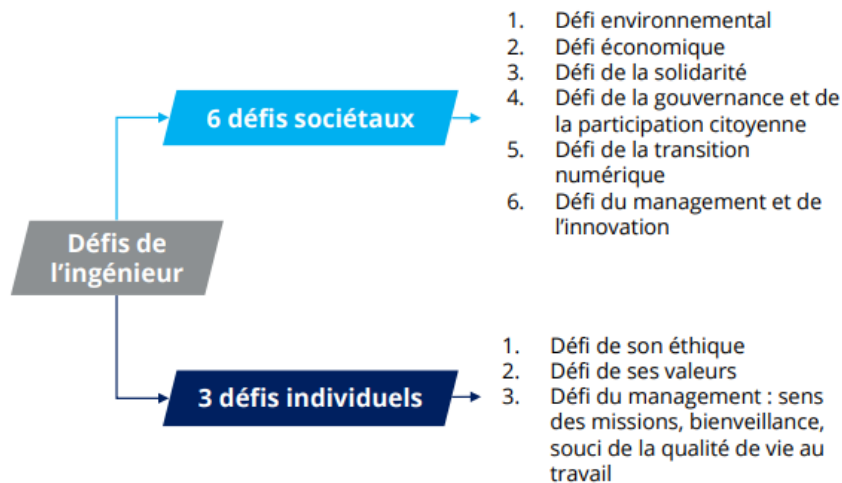 Défis de
l'ingénieur
6 défis sociétaux
1. Défi environnemental
2. Défi économique
3. Défi de la solidarité
4. Défi de la gouvernance et de
la participation citoyenne
5. Défi de la transition
numérique
6. Défi du management et de
l'innovation
3 défis individuels
1. Défi de son éthique
2. Défi de ses valeurs
3. Défi du management : sens
des missions, bienveillance,
souci de la qualité de vie au
travail